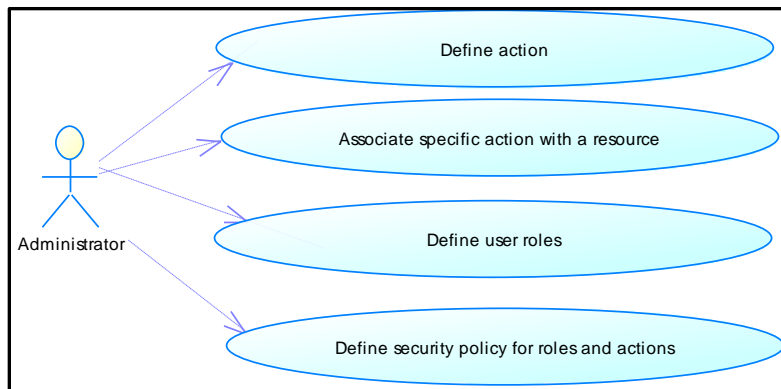 Define action
Associate specific action with a resource
Define user roles
Administrator
Define security policy for roles and actions